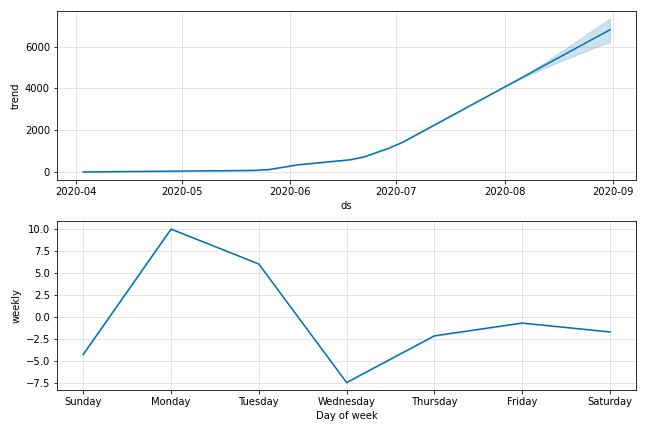 6000
4000
2000
0
trend
2020-04 2020-05 2020-06 2020-07 2020-08 2020-09
ds
10.0
7.5
5.0
2.5
0.0
−2.5
−5.0
−7.5
weekly
Sunday Monday Tuesday Wednesday Thursday Friday Saturday
Day of week